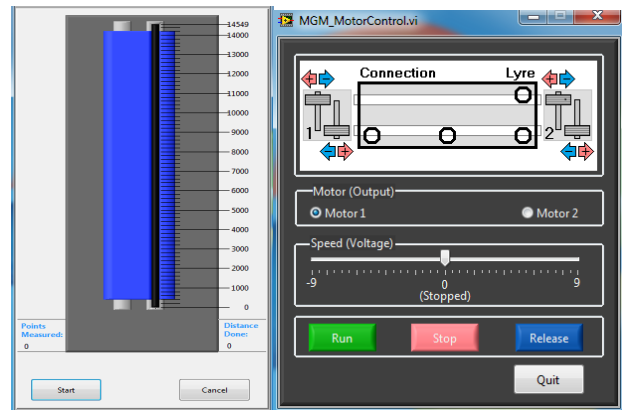 14549
14000
13000
12000
11000
10000
9000
8000
7000
6000
5000
4000
3000
2000
1000
0
Points
Measured:
0
Distance
Done:
0
Start
Cancel
MGM_MotorControl.vi
Connection
Lyre
1
2
Motor (Output)
Motor 1
Motor 2
Speed (Voltage)
-9
0
9
(Stopped)
Run
Stop
Release
Quit